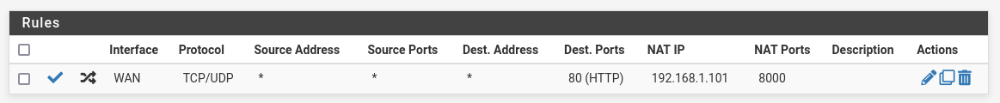 Rules
Interface Protocol Source Address Source Ports Dest. Address Dest. Ports NAT IP NAT Ports Description Actions
WAN TCP/UDP * * * 80 (HTTP) 192.168.1.101 8000